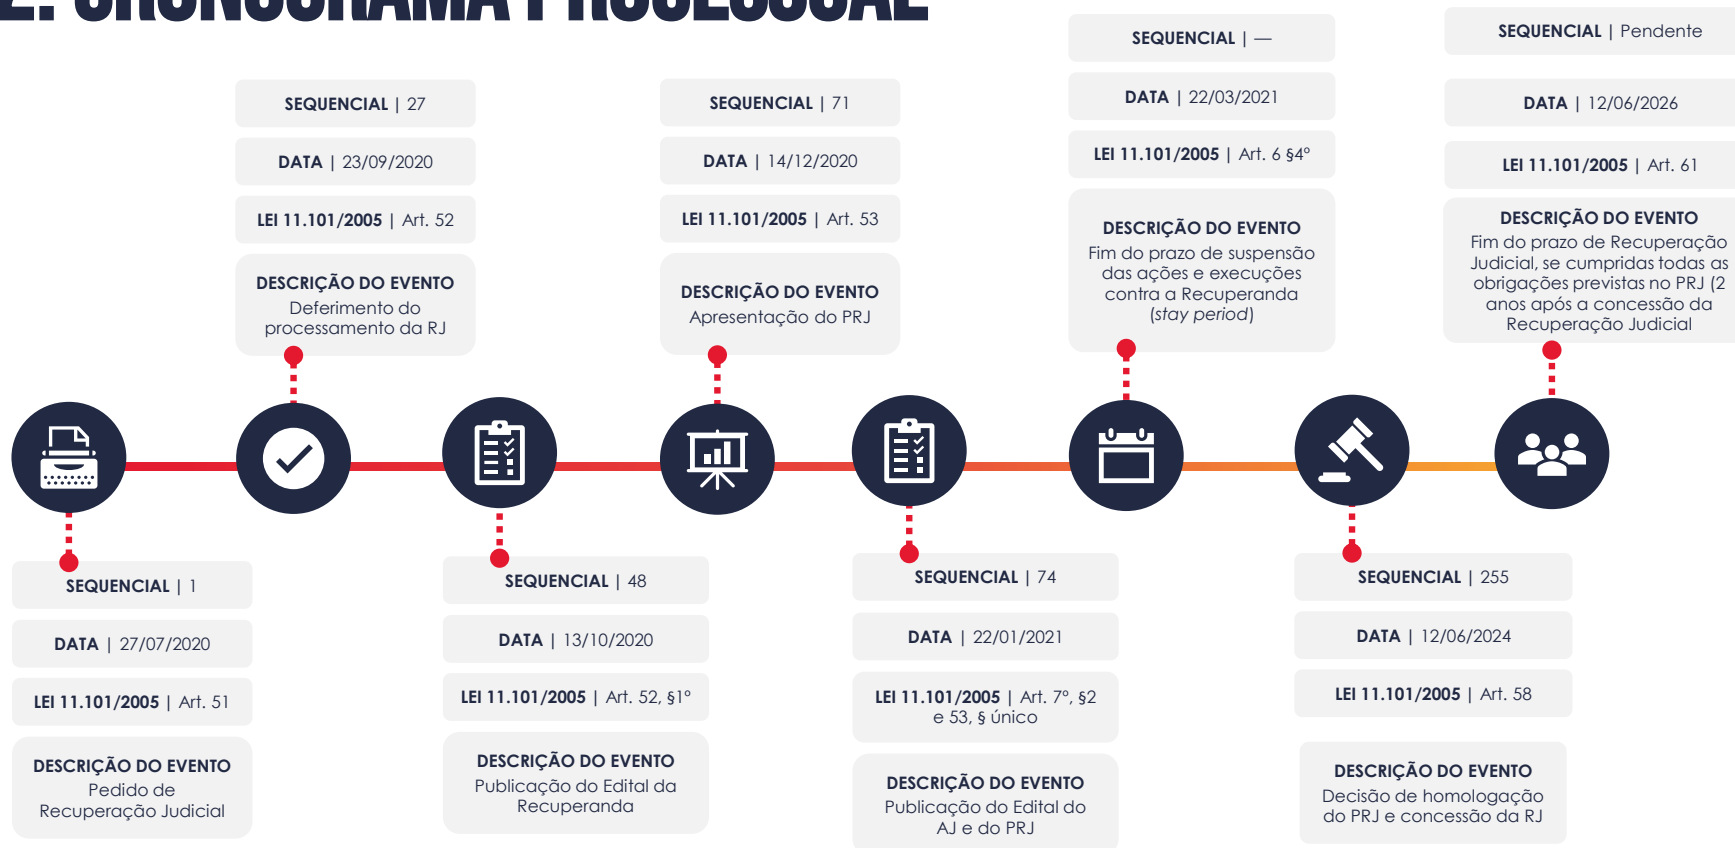 2. CRONOGRAMA PROCESSUAL
SEQUENCIAL | 1
DATA | 27/07/2020
LEI 11.101/2005 | Art. 51
DESCRIÇÃO DO EVENTO
Pedido de
Recuperação Judicial
SEQUENCIAL | 27
DATA | 23/09/2020
LEI 11.101/2005 | Art. 52
DESCRIÇÃO DO EVENTO
Deferimento do
processamento da RJ
SEQUENCIAL | 48
DATA | 13/10/2020
LEI 11.101/2005 | Art. 52, §1º
DESCRIÇÃO DO EVENTO
Publicação do Edital da
Recuperanda
SEQUENCIAL | 71
DATA | 14/12/2020
LEI 11.101/2005 | Art. 53
DESCRIÇÃO DO EVENTO
Apresentação do PRJ
SEQUENCIAL | 74
DATA | 22/01/2021
LEI 11.101/2005 | Art. 7º, §2
e 53, § único
DESCRIÇÃO DO EVENTO
Publicação do Edital do
AJ e do PRJ
SEQUENCIAL | —
DATA | 22/03/2021
LEI 11.101/2005 | Art. 6 §4º
DESCRIÇÃO DO EVENTO
Fim do prazo de suspensão
das ações e execuções
contra a Recuperanda
(stay period)
SEQUENCIAL | 255
DATA | 12/06/2024
LEI 11.101/2005 | Art. 58
DESCRIÇÃO DO EVENTO
Decisão de homologação
do PRJ e concessão da RJ
SEQUENCIAL | Pendente
DATA | 12/06/2026
LEI 11.101/2005 | Art. 61
DESCRIÇÃO DO EVENTO
Fim do prazo de Recuperação
Judicial, se cumpridas todas as
obrigações previstas no PRJ (2
anos após a concessão da
Recuperação Judicial